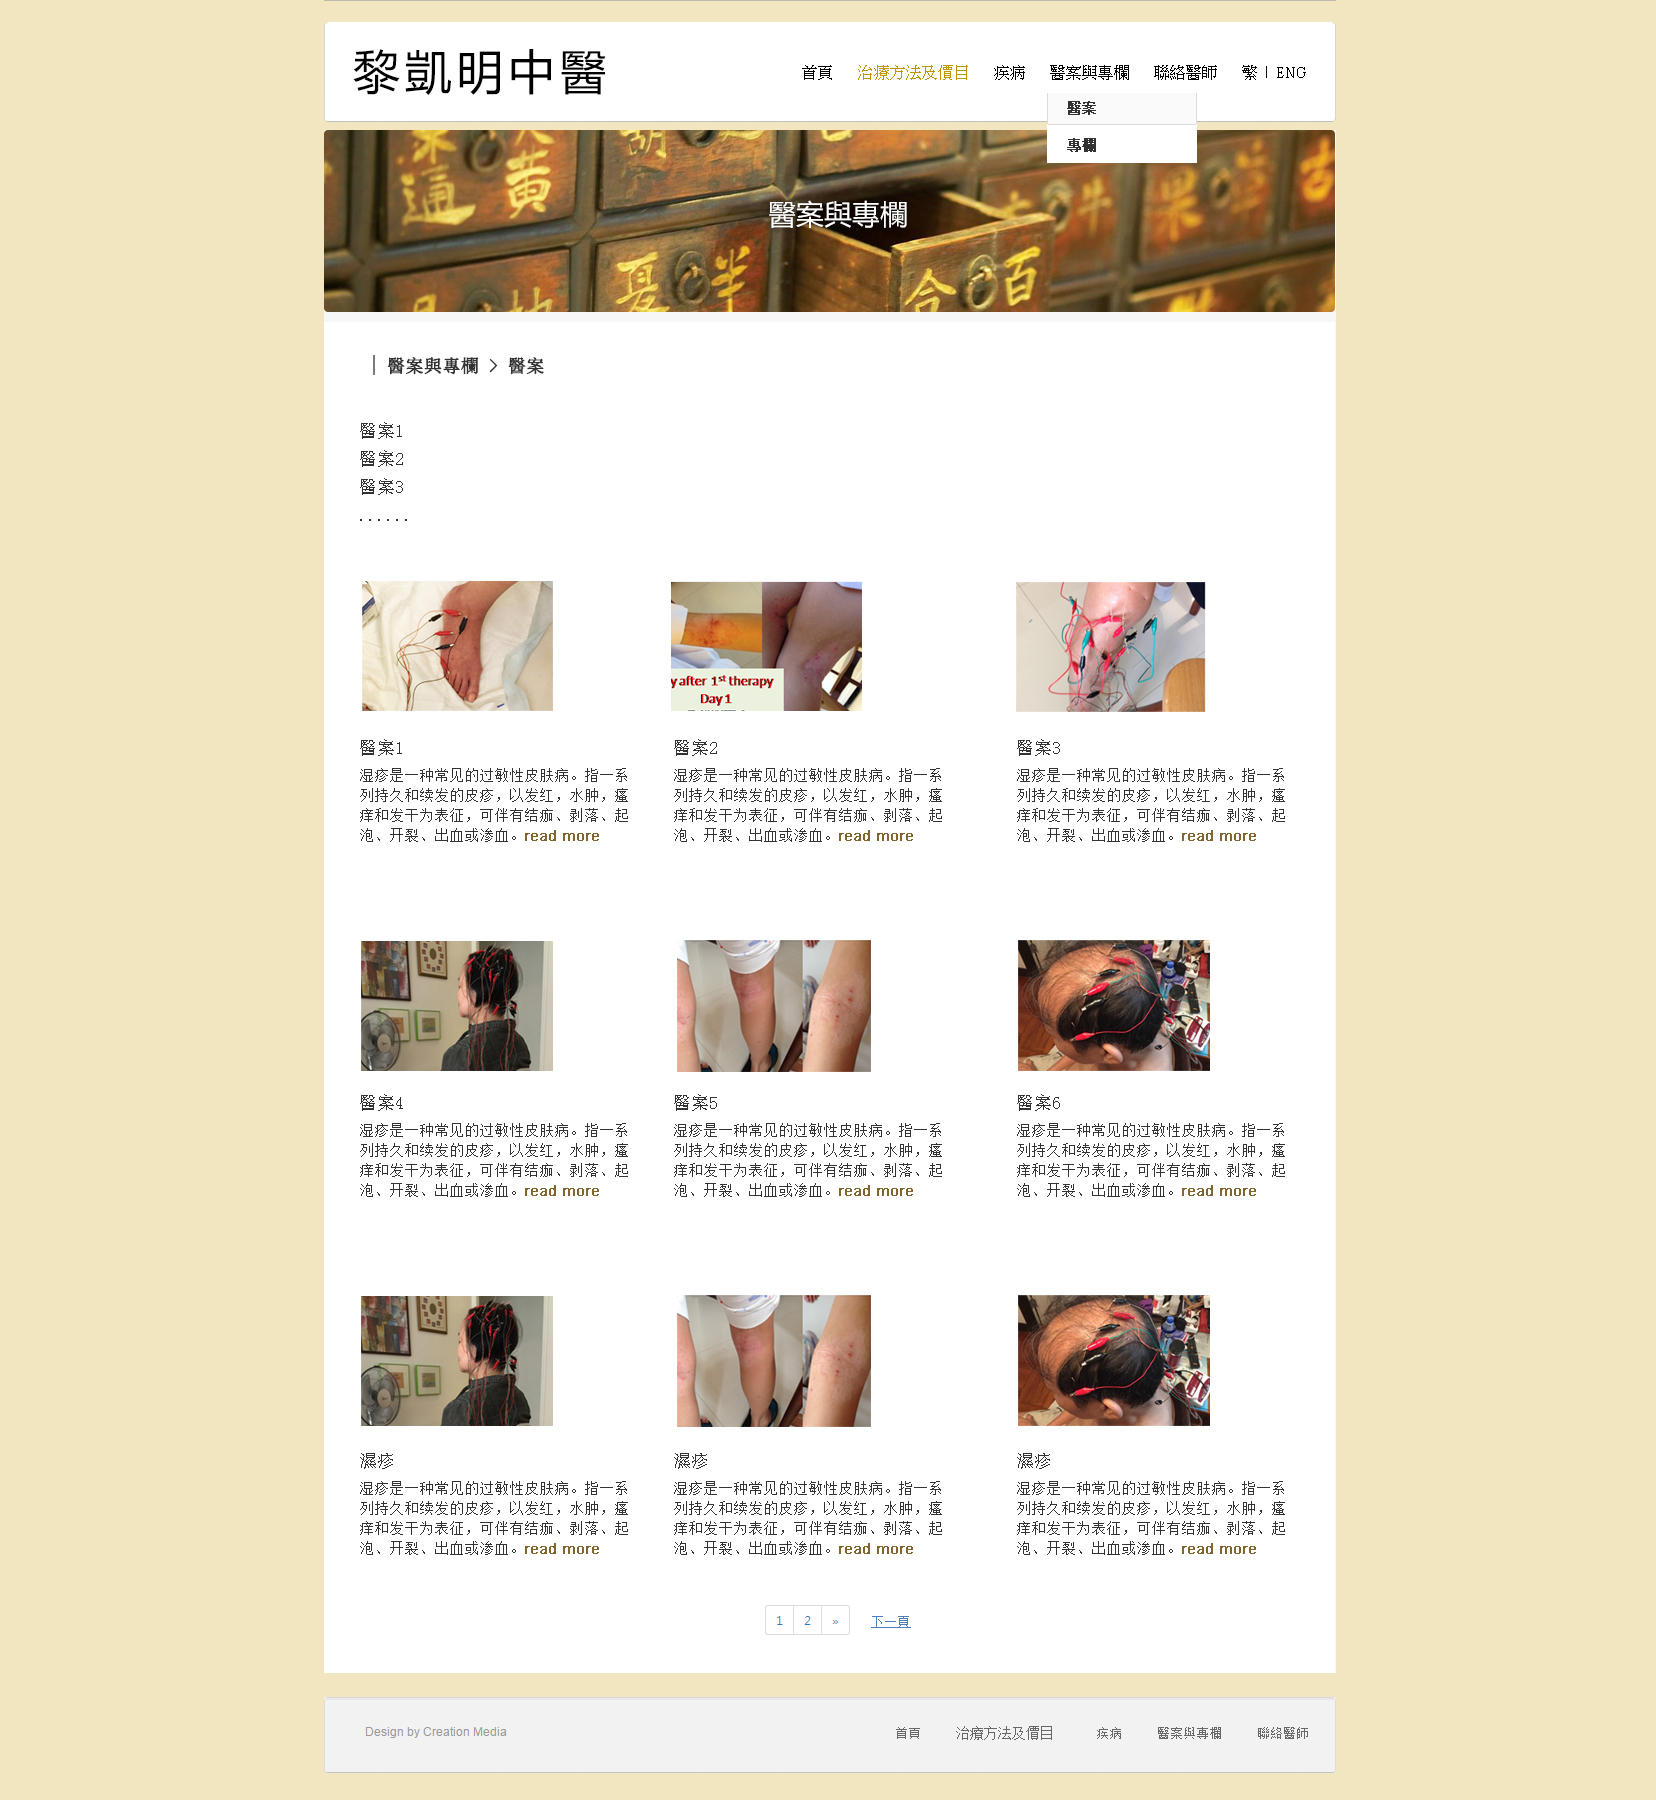 黎凱明中醫
首頁 治療方法及價目 疾病 醫案與專欄 聯絡醫師 繁 | ENG
醫案
專欄
逼 黃
醫案與專欄
牛 果 古
憂 半 合 百
醫案與專欄 > 醫案
醫案1
醫案2
醫案3
......
y after 1st therapy
Day 1
醫案1
湿疹是一种常见的过敏性皮肤病。指一系
列持久和续发的皮疹，以发红，水肿，瘙
痒和发干为表征，可伴有结痂、剥落、起
泡、开裂、出血或渗血。read more
醫案2
湿疹是一种常见的过敏性皮肤病。指一系
列持久和续发的皮疹，以发红，水肿，瘙
痒和发干为表征，可伴有结痂、剥落、起
泡、开裂、出血或渗血。read more
醫案3
湿疹是一种常见的过敏性皮肤病。指一系
列持久和续发的皮疹，以发红，水肿，瘙
痒和发干为表征，可伴有结痂、剥落、起
泡、开裂、出血或渗血。read more
醫案4
湿疹是一种常见的过敏性皮肤病。指一系
列持久和续发的皮疹，以发红，水肿，瘙
痒和发干为表征，可伴有结痂、剥落、起
泡、开裂、出血或渗血。read more
醫案5
湿疹是一种常见的过敏性皮肤病。指一系
列持久和续发的皮疹，以发红，水肿，瘙
痒和发干为表征，可伴有结痂、剥落、起
泡、开裂、出血或渗血。read more
醫案6
湿疹是一种常见的过敏性皮肤病。指一系
列持久和续发的皮疹，以发红，水肿，瘙
痒和发干为表征，可伴有结痂、剥落、起
泡、开裂、出血或渗血。read more
濕疹
湿疹是一种常见的过敏性皮肤病。指一系
列持久和续发的皮疹，以发红，水肿，瘙
痒和发干为表征，可伴有结痂、剥落、起
泡、开裂、出血或渗血。read more
濕疹
湿疹是一种常见的过敏性皮肤病。指一系
列持久和续发的皮疹，以发红，水肿，瘙
痒和发干为表征，可伴有结痂、剥落、起
泡、开裂、出血或渗血。read more
濕疹
湿疹是一种常见的过敏性皮肤病。指一系
列持久和续发的皮疹，以发红，水肿，瘙
痒和发干为表征，可伴有结痂、剥落、起
泡、开裂、出血或渗血。read more
1 2 » 下一頁
Design by Creation Media
首頁 治療方法及價目 疾病 醫案與專欄 聯絡醫師